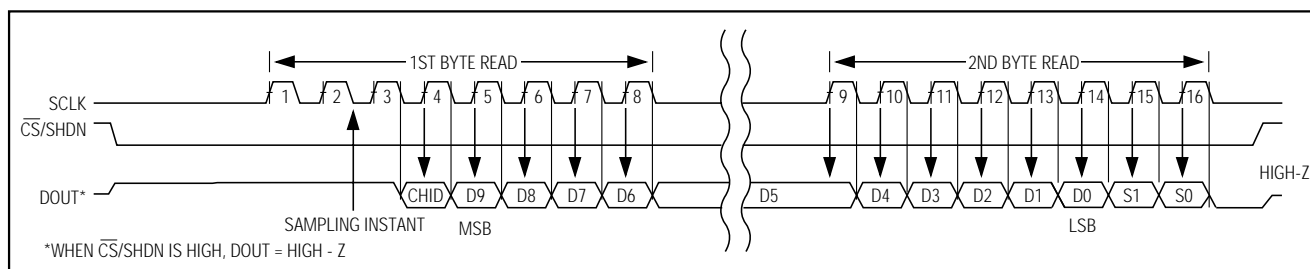 1ST BYTE READ 2ND BYTE READ
SCLK 1 2 3 4 5 6 7 8 9 10 11 12 13 14 15 16
C̅S̅/SHDN
HIGH-Z
DOUT* CHID D9 D8 D7 D6 D5 D4 D3 D2 D1 D0 S1 S0
SAMPLING INSTANT MSB LSB
*WHEN C̅S̅/SHDN IS HIGH, DOUT = HIGH - Z